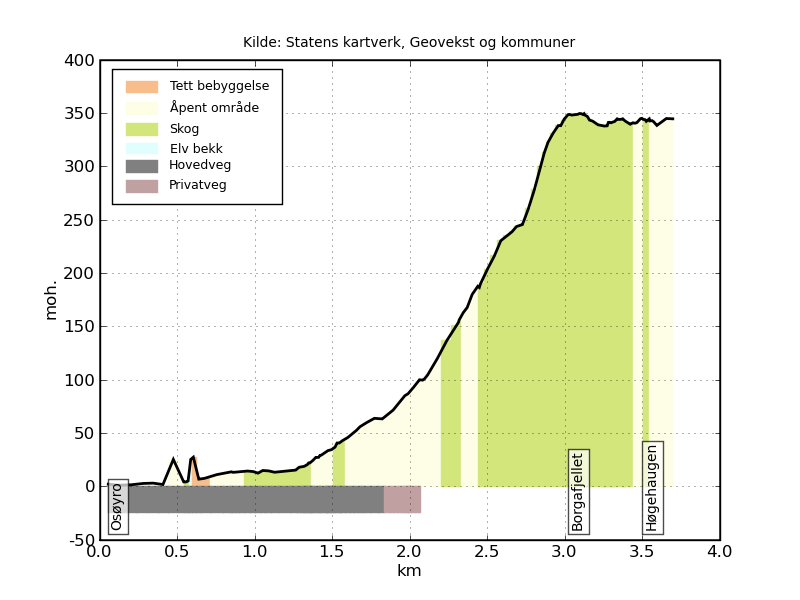 Kilde: Statens kartverk, Geovekst og kommuner
400
350
300
250
200
150
100
50
0
-50
moh.
Tett bebyggelse
Åpent område
Skog
Elv bekk
Hovedveg
Privatveg
Osøyro
Borgafjellet
Høgehaugen
0.0 0.5 1.0 1.5 2.0 2.5 3.0 3.5 4.0
km